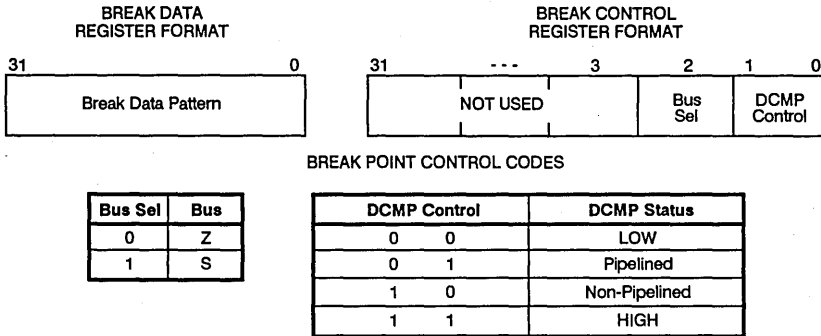 BREAK DATA
REGISTER FORMAT
31 0
Break Data Pattern
BREAK CONTROL
REGISTER FORMAT
31 - - - 3 2 1 0
NOT USED
Bus
Sel
DCMP
Control
BREAK POINT CONTROL CODES
Bus Sel Bus
0 Z
1 S
DCMP Control DCMP Status
0 0 LOW
0 1 Pipelined
1 0 Non-Pipelined
1 1 HIGH